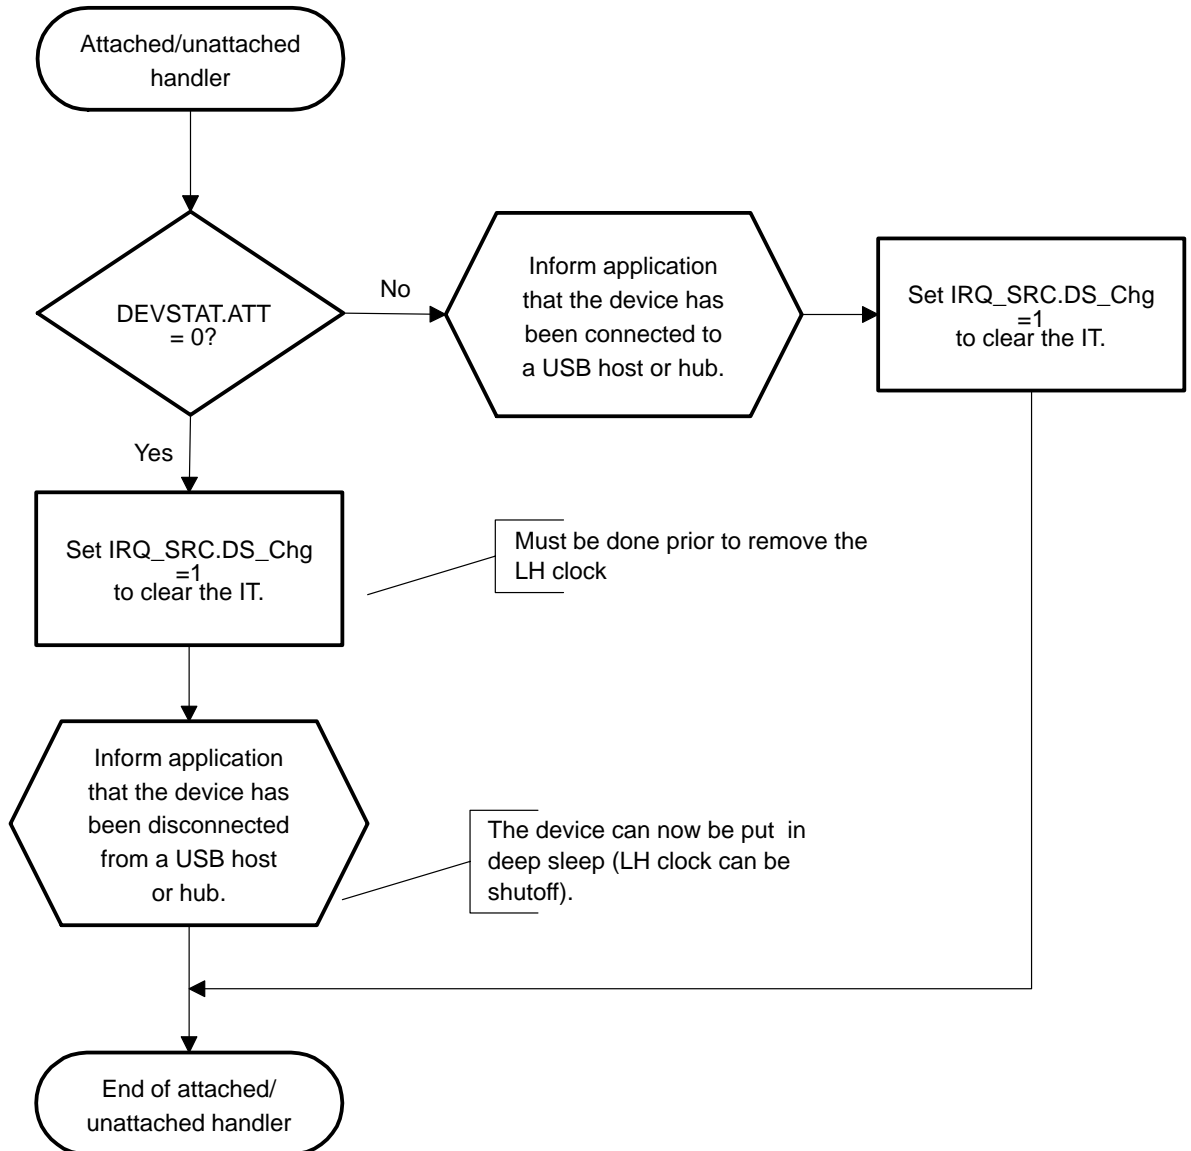 Attached/unattached
handler
DEVSTAT.ATT
= 0?
No
Inform application
that the device has
been connected to
a USB host or hub.
Set IRQ_SRC.DS_Chg
=1
to clear the IT.
Yes
Set IRQ_SRC.DS_Chg
=1
to clear the IT.
Must be done prior to remove the
LH clock
Inform application
that the device has
been disconnected
from a USB host
or hub.
The device can now be put in
deep sleep (LH clock can be
shutoff).
End of attached/
unattached handler